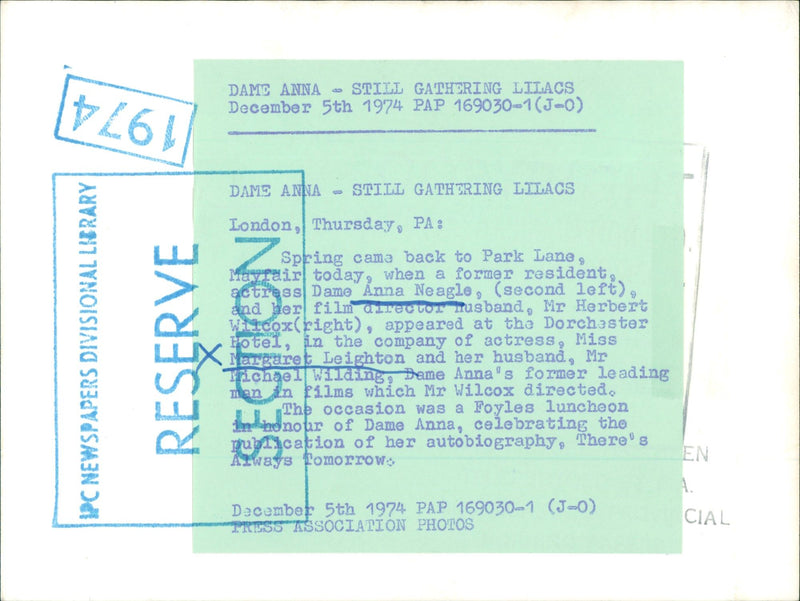 1974
DAME ANNA - STILL GATHERING LILACS
December 5th 1974 PAP 169030-1(J-O)
DAME ANNA - STILL GATHERING LILACS
London, Thursday, PA:
Spring came back to Park Lane,
Mayfair today, when a former resident,
actress Dame Anna Neagle, (second left),
and her film director husband, Mr Herbert
Wilcox(right), appeared at the Dorchester
Hotel, in the company of actress, Miss
Margaret Leighton and her husband, Mr
Michael Wilding, Dame Anna's former leading
man in films which Mr Wilcox directed.
The occasion was a Foyles luncheon
in honour of Dame Anna, celebrating the
publication of her autobiography, There's
Always Tomorrow.
December 5th 1974 PAP 169030-1 (J-O)
PRESS ASSOCIATION PHOTOS
IPC NEWSPAPERS DIVISIONAL LIBRARY
RESERVE
SECTION
X
EN
A.
CIAL